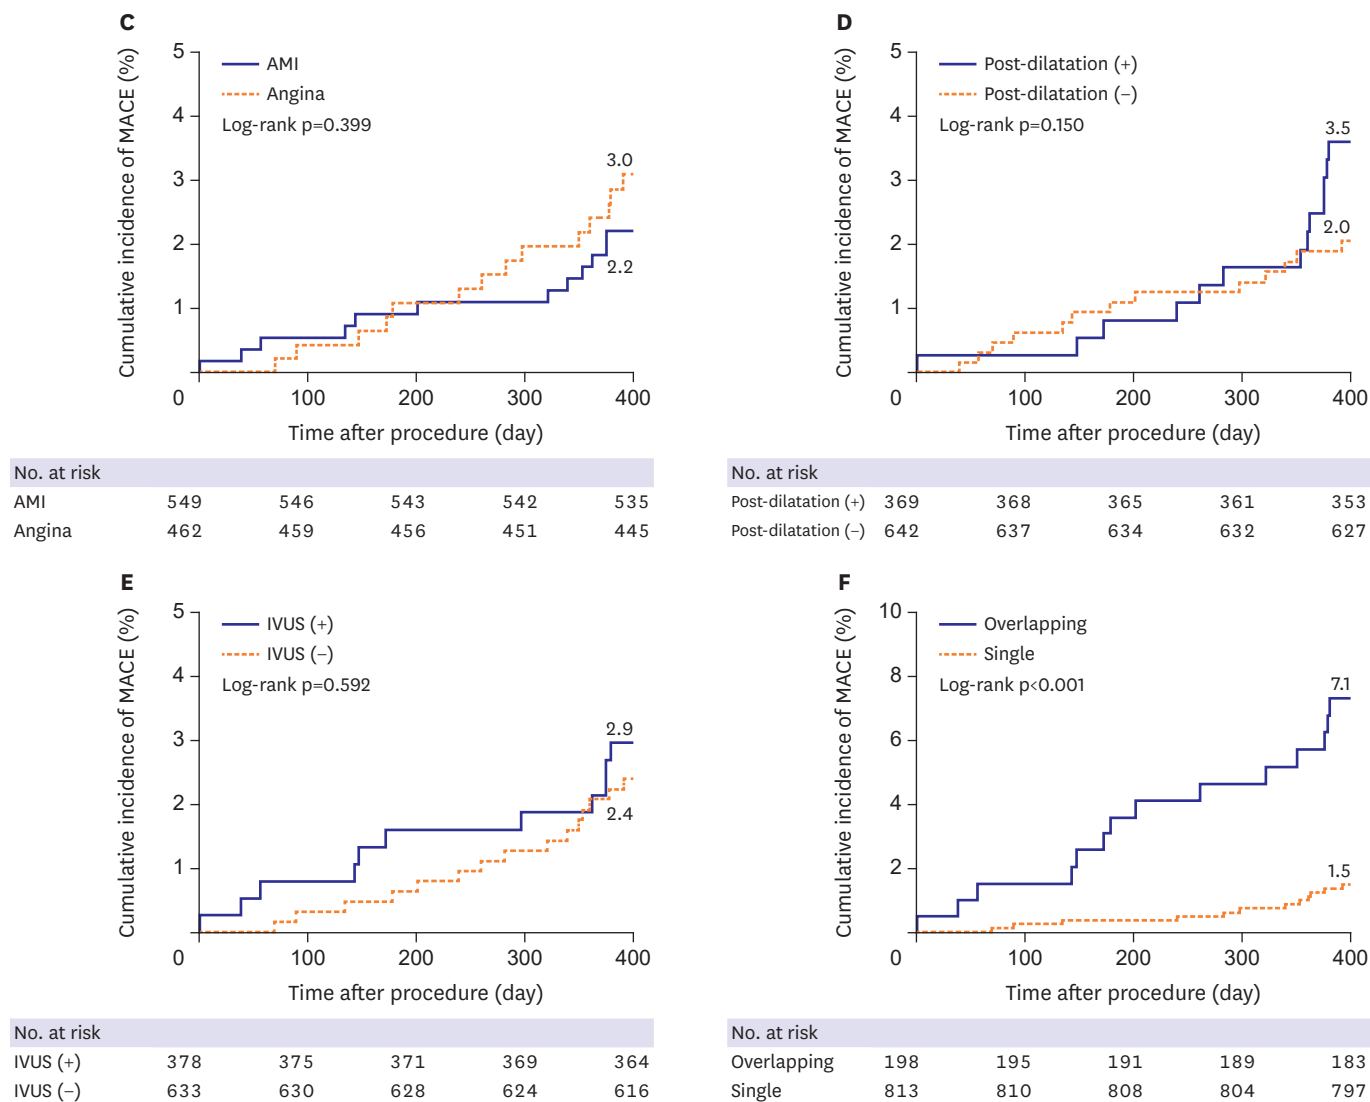 C
Cumulative incidence of MACE (%)
5
4
3
2
1
AMI
Angina
Log-rank p=0.399
3.0
2.2
0 100 200 300 400
Time after procedure (day)
No. at risk
AMI 549 546 543 542 535
Angina 462 459 456 451 445
D
Cumulative incidence of MACE (%)
5
4
3
2
1
Post-dilatation (+)
Post-dilatation (−)
Log-rank p=0.150
3.5
2.0
0 100 200 300 400
Time after procedure (day)
No. at risk
Post-dilatation (+) 369 368 365 361 353
Post-dilatation (−) 642 637 634 632 627
E
Cumulative incidence of MACE (%)
5
4
3
2
1
IVUS (+)
IVUS (−)
Log-rank p=0.592
2.9
2.4
0 100 200 300 400
Time after procedure (day)
No. at risk
IVUS (+) 378 375 371 369 364
IVUS (−) 633 630 628 624 616
F
Cumulative incidence of MACE (%)
10
8
6
4
2
Overlapping
Single
Log-rank p<0.001
7.1
1.5
0 100 200 300 400
Time after procedure (day)
No. at risk
Overlapping 198 195 191 189 183
Single 813 810 808 804 797